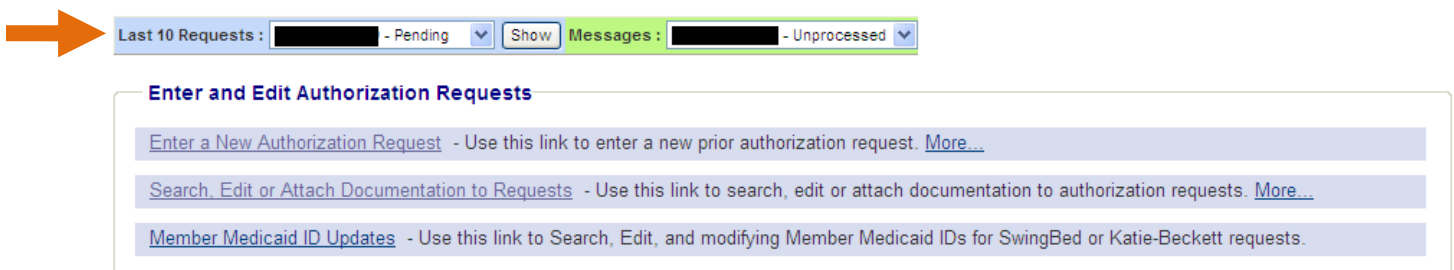 Last 10 Requests : - Pending Show Messages : - Unprocessed
Enter and Edit Authorization Requests
Enter a New Authorization Request - Use this link to enter a new prior authorization request. More...
Search, Edit or Attach Documentation to Requests - Use this link to search, edit or attach documentation to authorization requests. More...
Member Medicaid ID Updates - Use this link to Search, Edit, and modifying Member Medicaid IDs for SwingBed or Katie-Beckett requests.